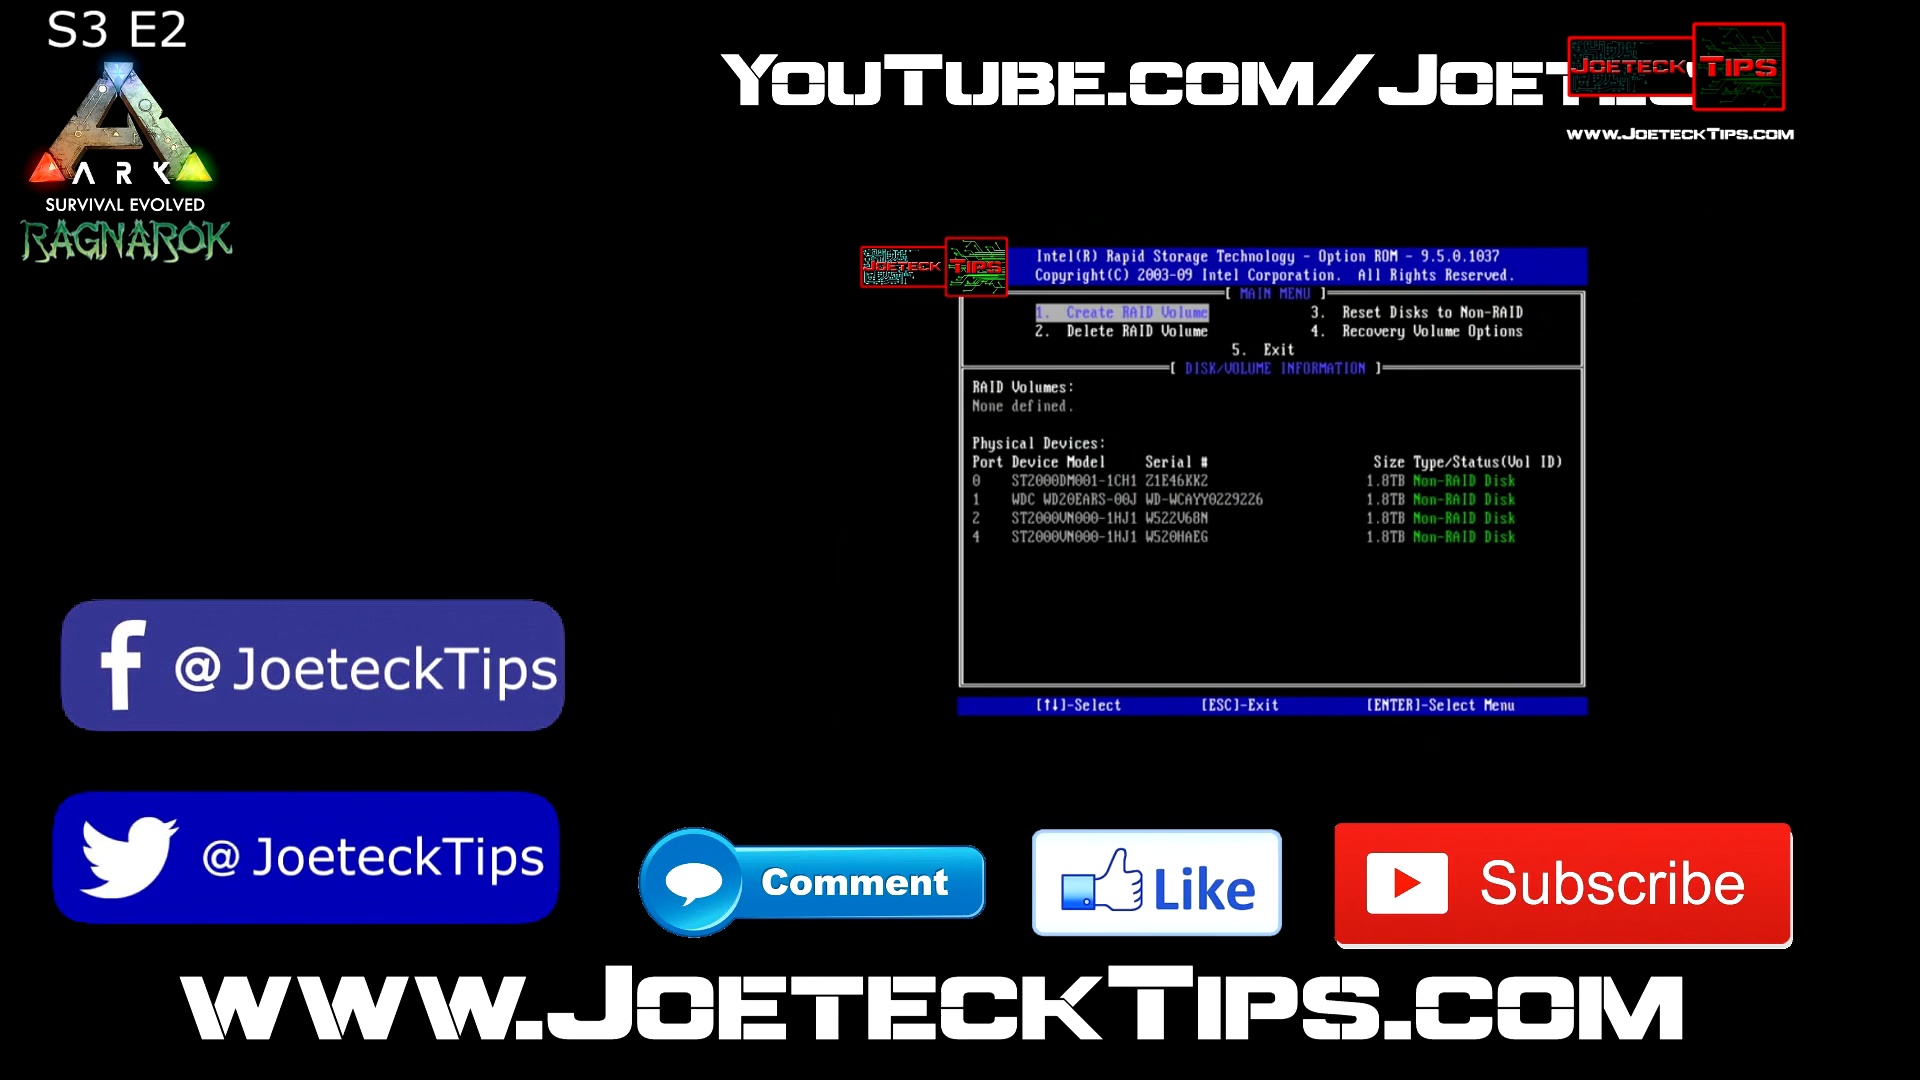 S3 E2
ARK
SURVIVAL EVOLVED
RAGNAROK
YouTube.com/Joeteck
Joeteck Tips
www.JoeteckTips.com
Joeteck Tips
Intel(R) Rapid Storage Technology - Option ROM - 9.5.0.1037
Copyright(C) 2003-09 Intel Corporation. All Rights Reserved.
[ MAIN MENU ]
1. Create RAID Volume 3. Reset Disks to Non-RAID
2. Delete RAID Volume 4. Recovery Volume Options
5. Exit
[ DISK/VOLUME INFORMATION ]
RAID Volumes:
None defined.
Physical Devices:
Port Device Model Serial # Size Type/Status(Vol ID)
0 ST2000DM001-1CH1 Z1E46KK2 1.8TB Non-RAID Disk
1 WDC WD20EARS-00J WD-WCAYY0229226 1.8TB Non-RAID Disk
2 ST2000VN000-1HJ1 W522V68N 1.8TB Non-RAID Disk
4 ST2000VN000-1HJ1 W520HAEG 1.8TB Non-RAID Disk
[↑↓]-Select [ESC]-Exit [ENTER]-Select Menu
f @JoeteckTips
@JoeteckTips
Comment
Like
Subscribe
www.JoeteckTips.com